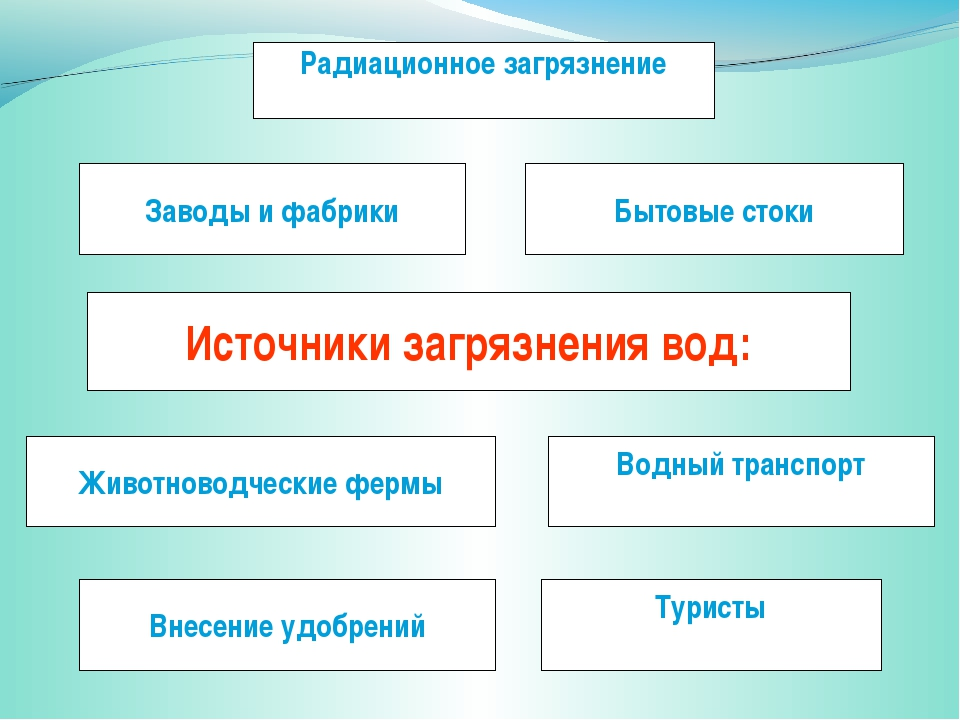 Радиационное загрязнение
Заводы и фабрики
Бытовые стоки
Источники загрязнения вод:
Животноводческие фермы
Водный транспорт
Внесение удобрений
Туристы